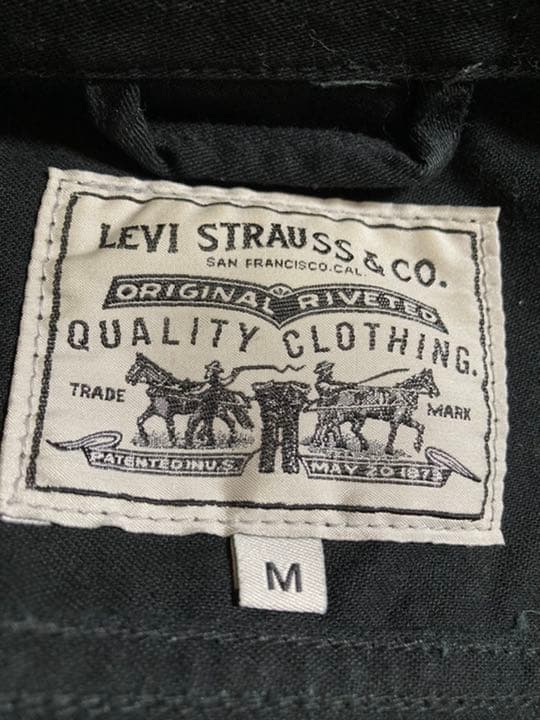 LEVI STRAUSS & CO.
SAN FRANCISCO.CAL.
ORIGINAL RIVETED
QUALITY CLOTHING.
TRADE MARK
PATENTED IN U.S. MAY 20 1873
M